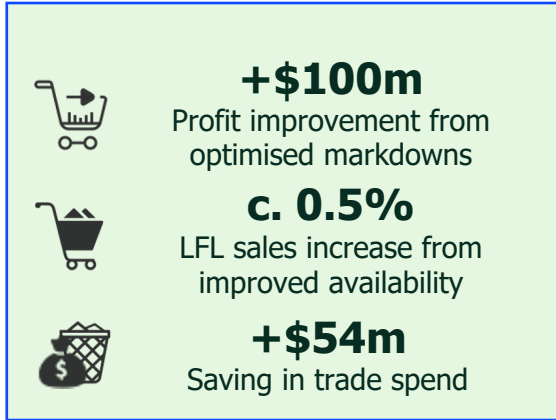 +$100m
Profit improvement from
optimised markdowns
c. 0.5%
LFL sales increase from
improved availability
$
+$54m
Saving in trade spend